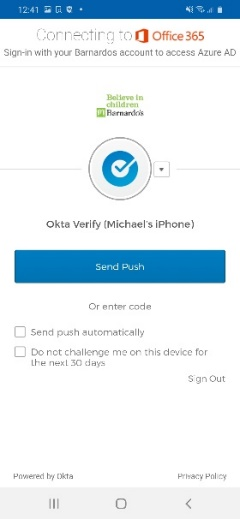 12:41
Connecting to Office 365
Sign-in with your Barnardos account to access Azure AD
Believe in
children
Barnardo's
Okta Verify (Michael's iPhone)
Send Push
Or enter code
Send push automatically
Do not challenge me on this device for
the next 30 days
Sign Out
Powered by Okta
Privacy Policy